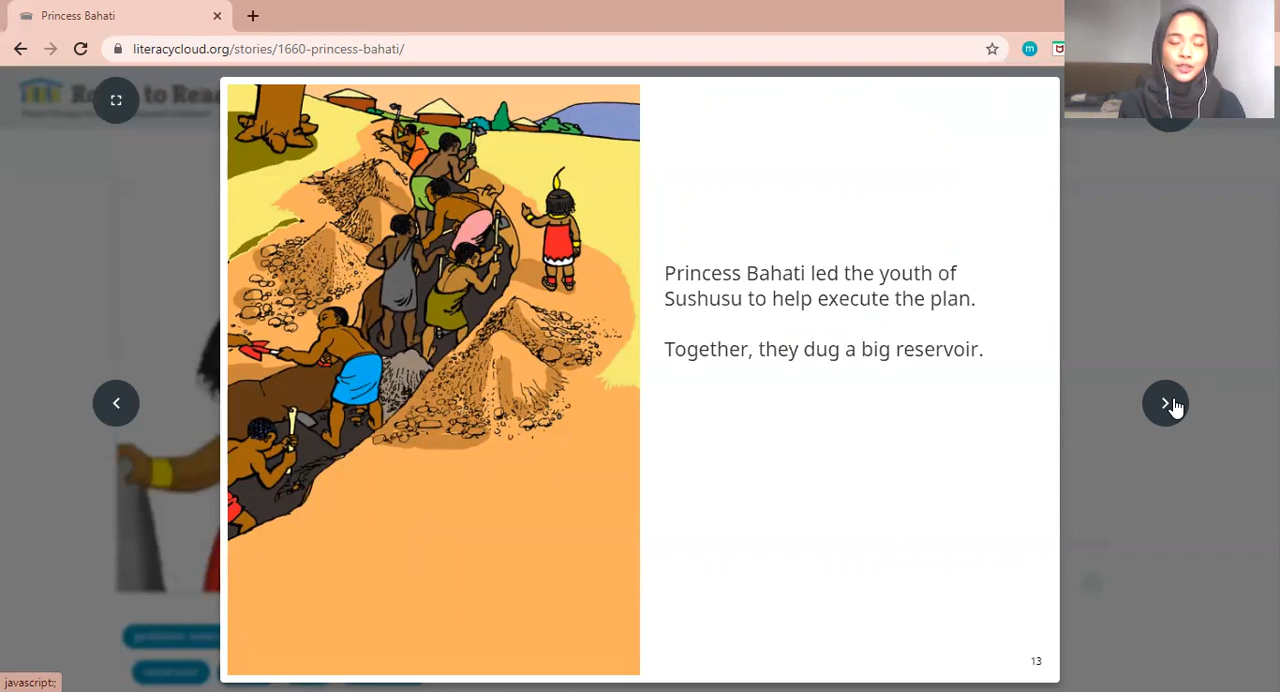 Princess Bahati
literacycloud.org/stories/1660-princess-bahati/
m
Princess Bahati led the youth of
Sushusu to help execute the plan.
Together, they dug a big reservoir.
13
javascript:;